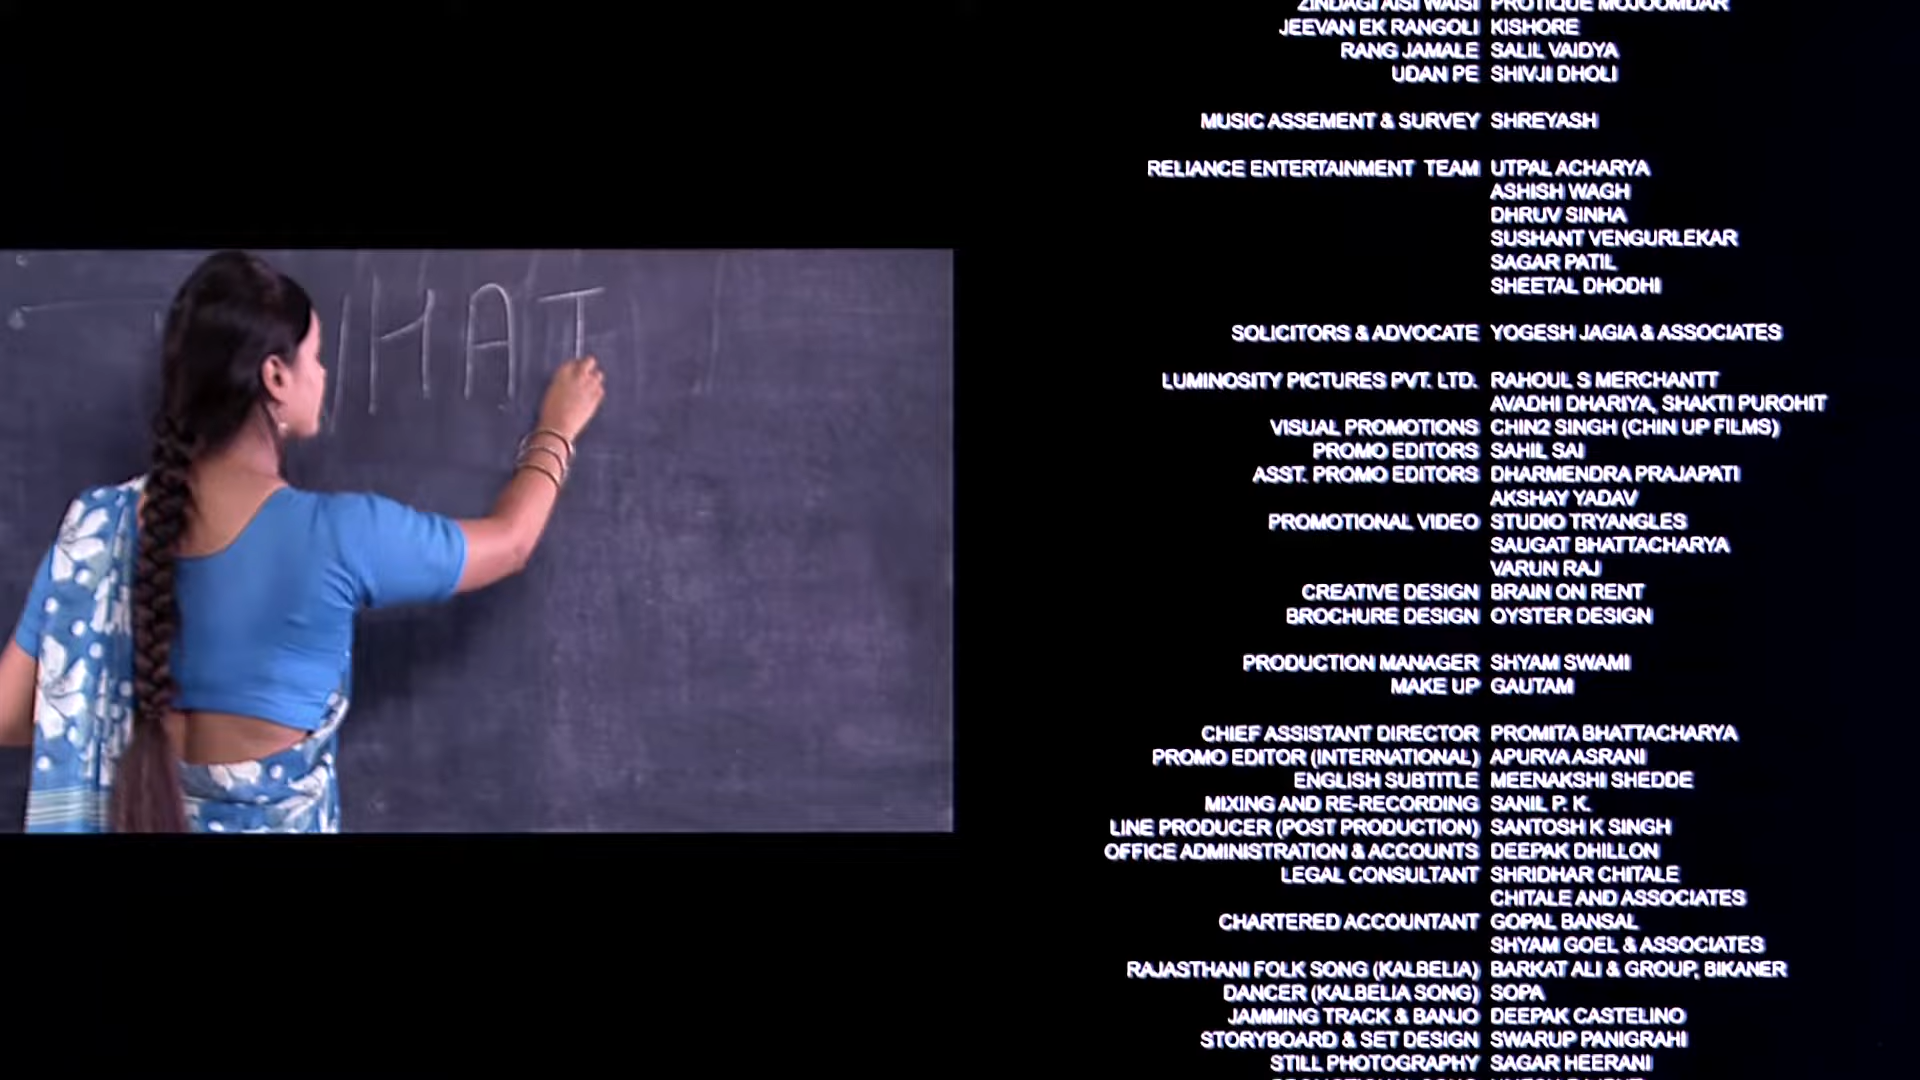 HAT
JEEVAN EK RANGOLI KISHORE
RANG JAMALE SALIL VAIDYA
UDAN PE SHIVJI DHOLI
MUSIC ASSEMENT & SURVEY SHREYASH
RELIANCE ENTERTAINMENT TEAM UTPAL ACHARYA
ASHISH WAGH
DHRUV SINHA
SUSHANT VENGURLEKAR
SAGAR PATIL
SHEETAL DHODHI
SOLICITORS & ADVOCATE YOGESH JAGIA & ASSOCIATES
LUMINOSITY PICTURES PVT. LTD. RAHOUL S MERCHANTT
AVADHI DHARIYA, SHAKTI PUROHIT
VISUAL PROMOTIONS CHIN2 SINGH (CHIN UP FILMS)
PROMO EDITORS SAHIL SAI
ASST. PROMO EDITORS DHARMENDRA PRAJAPATI
AKSHAY YADAV
PROMOTIONAL VIDEO STUDIO TRYANGLES
SAUGAT BHATTACHARYA
VARUN RAJ
CREATIVE DESIGN BRAIN ON RENT
BROCHURE DESIGN OYSTER DESIGN
PRODUCTION MANAGER SHYAM SWAMI
MAKE UP GAUTAM
CHIEF ASSISTANT DIRECTOR PROMITA BHATTACHARYA
PROMO EDITOR (INTERNATIONAL) APURVA ASRANI
ENGLISH SUBTITLE MEENAKSHI SHEDDE
MIXING AND RE-RECORDING SANIL P. K.
LINE PRODUCER (POST PRODUCTION) SANTOSH K SINGH
OFFICE ADMINISTRATION & ACCOUNTS DEEPAK DHILLON
LEGAL CONSULTANT SHRIDHAR CHITALE
CHITALE AND ASSOCIATES
CHARTERED ACCOUNTANT GOPAL BANSAL
SHYAM GOEL & ASSOCIATES
RAJASTHANI FOLK SONG (KALBELIA) BARKAT ALI & GROUP, BIKANER
DANCER (KALBELIA SONG) SOPA
JAMMING TRACK & BANJO DEEPAK CASTELINO
STORYBOARD & SET DESIGN SWARUP PANIGRAHI
STILL PHOTOGRAPHY SAGAR HEERANI